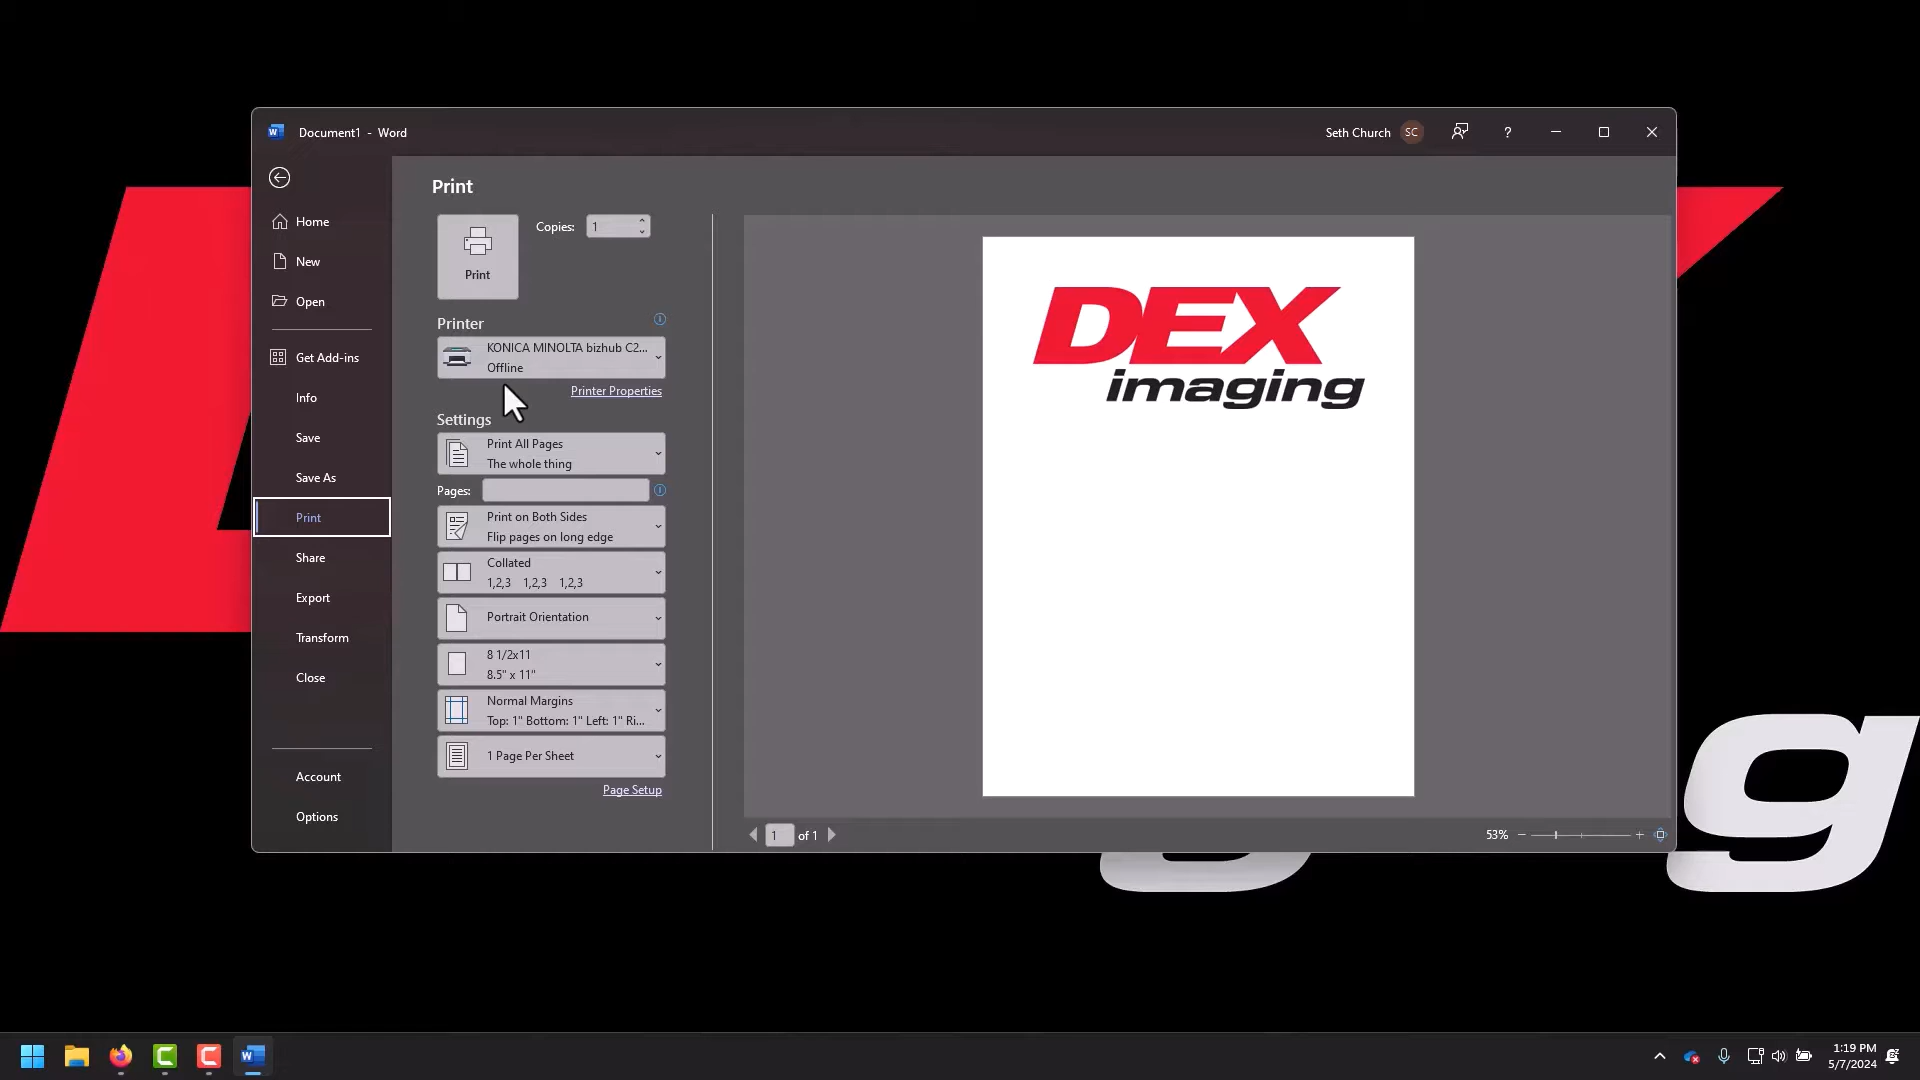 Document1 - Word
Seth Church SC
?
Home
New
Open
Get Add-ins
Info
Save
Save As
Print
Share
Export
Transform
Close
Account
Options
Print
Print
Copies: 1
Printer
KONICA MINOLTA bizhub C2...
Offline
Printer Properties
Settings
Print All Pages
The whole thing
Pages:
Print on Both Sides
Flip pages on long edge
Collated
1,2,3 1,2,3 1,2,3
Portrait Orientation
8 1/2x11
8.5" x 11"
Normal Margins
Top: 1" Bottom: 1" Left: 1" Ri...
1 Page Per Sheet
Page Setup
DEX
imaging
1 of 1
53%
1:19 PM
5/7/2024